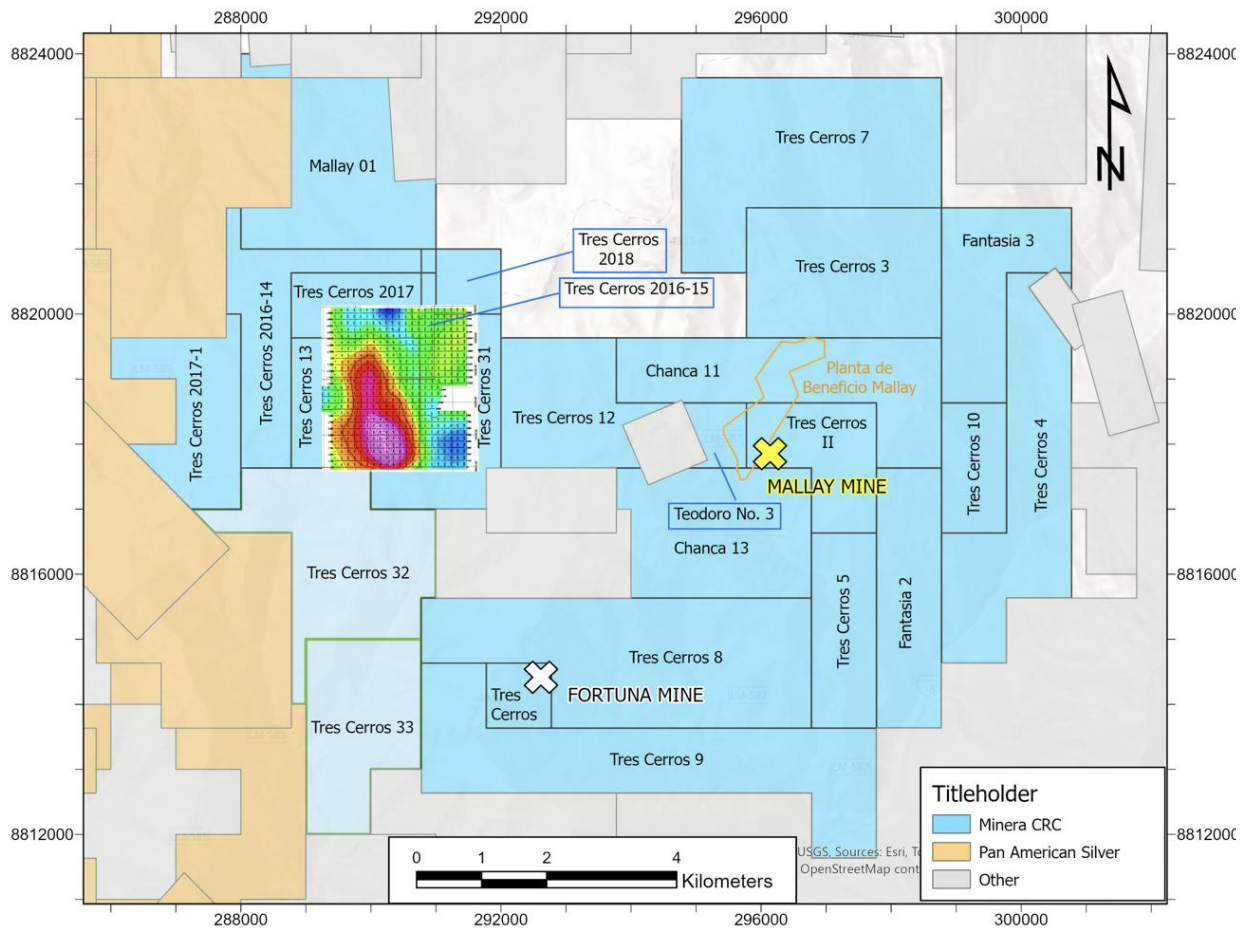 288000
292000
296000
300000
8824000
8824000
Tres Cerros 7
Mallay 01
N
Tres Cerros
2018
Fantasia 3
Tres Cerros 3
Tres Cerros 2017
Tres Cerros 2016-15
8820000
8820000
Tres Cerros 2017-1
Tres Cerros 2016-14
Tres Cerros 13
Tres Cerros 31
Chanca 11
Planta de
Beneficio Mallay
Tres Cerros 12
Tres Cerros
II
Tres Cerros 10
Tres Cerros 4
MALLAY MINE
Teodoro No. 3
Chanca 13
8816000
8816000
Tres Cerros 32
Tres Cerros 5
Fantasia 2
Tres Cerros 8
Tres
Cerros
FORTUNA MINE
Tres Cerros 33
Tres Cerros 9
Titleholder
Minera CRC
Pan American Silver
Other
8812000
8812000
0 1 2 4
Kilometers
USGS, Sources: Esri,
OpenStreetMap
288000
292000
296000
300000